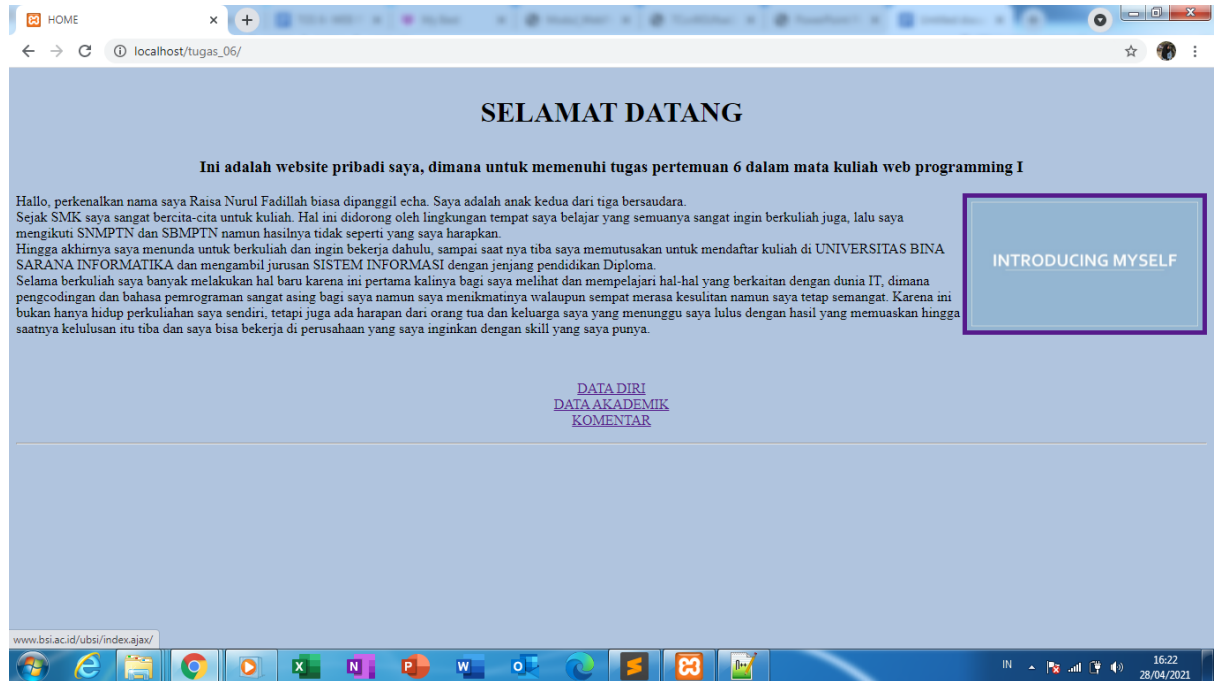 HOME
localhost/tugas_06/
SELAMAT DATANG
Ini adalah website pribadi saya, dimana untuk memenuhi tugas pertemuan 6 dalam mata kuliah web programming I
Hallo, perkenalkan nama saya Raisa Nurul Fadillah biasa dipanggil echa. Saya adalah anak kedua dari tiga bersaudara.
Sejak SMK saya sangat bercita-cita untuk kuliah. Hal ini didorong oleh lingkungan tempat saya belajar yang semuanya sangat ingin berkuliah juga, lalu saya
mengikuti SNMPTN dan SBMPTN namun hasilnya tidak seperti yang saya harapkan.
Hingga akhirnya saya menunda untuk berkuliah dan ingin bekerja dahulu, sampai saat nya tiba saya memutusakan untuk mendaftar kuliah di UNIVERSITAS BINA
SARANA INFORMATIKA dan mengambil jurusan SISTEM INFORMASI dengan jenjang pendidikan Diploma.
Selama berkuliah saya banyak melakukan hal baru karena ini pertama kalinya bagi saya melihat dan mempelajari hal-hal yang berkaitan dengan dunia IT, dimana
pengcodingan dan bahasa pemrograman sangat asing bagi saya namun saya menikmatinya walaupun sempat merasa kesulitan namun saya tetap semangat. Karena ini
bukan hanya hidup perkuliahan saya sendiri, tetapi juga ada harapan dari orang tua dan keluarga saya yang menunggu saya lulus dengan hasil yang memuaskan hingga
saatnya kelulusan itu tiba dan saya bisa bekerja di perusahaan yang saya inginkan dengan skill yang saya punya.
INTRODUCING MYSELF
DATA DIRI
DATA AKADEMIK
KOMENTAR
www.bsi.ac.id/ubsi/index.ajax/
IN
16:22
28/04/2021